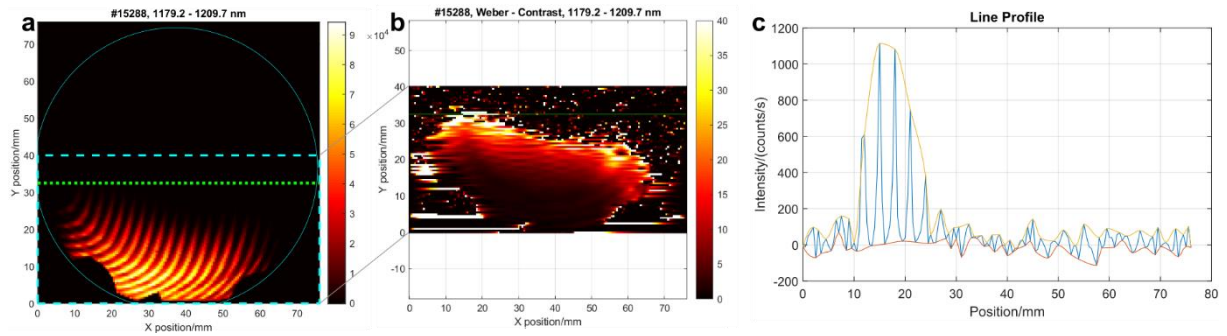 a
#15288, 1179.2 - 1209.7 nm
×10⁴
9
8
7
6
5
4
3
2
1
0
Y position/mm
70
60
50
40
30
20
10
0
0 10 20 30 40 50 60 70
X position/mm
b
#15288, Weber - Contrast, 1179.2 - 1209.7 nm
40
35
30
25
20
15
10
5
0
Y position/mm
50
40
30
20
10
0
-10
0 10 20 30 40 50 60 70
X position/mm
c
Line Profile
Intensity/(counts/s)
1200
1000
800
600
400
200
0
-200
0 10 20 30 40 50 60 70 80
Position/mm